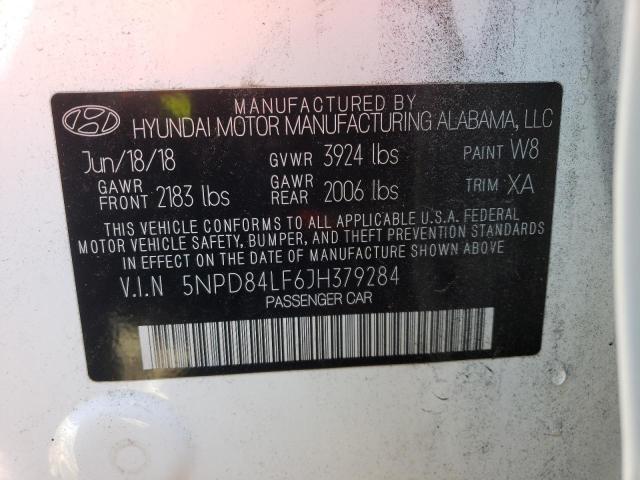 MANUFACTURED BY
HYUNDAI MOTOR MANUFACTURING ALABAMA, LLC
Jun/18/18 GVWR 3924 lbs PAINT W8
GAWR FRONT 2183 lbs GAWR REAR 2006 lbs TRIM XA
THIS VEHICLE CONFORMS TO ALL APPLICABLE U.S.A. FEDERAL
MOTOR VEHICLE SAFETY, BUMPER, AND THEFT PREVENTION STANDARDS
IN EFFECT ON THE DATE OF MANUFACTURE SHOWN ABOVE
V.I.N 5NPD84LF6JH379284
PASSENGER CAR